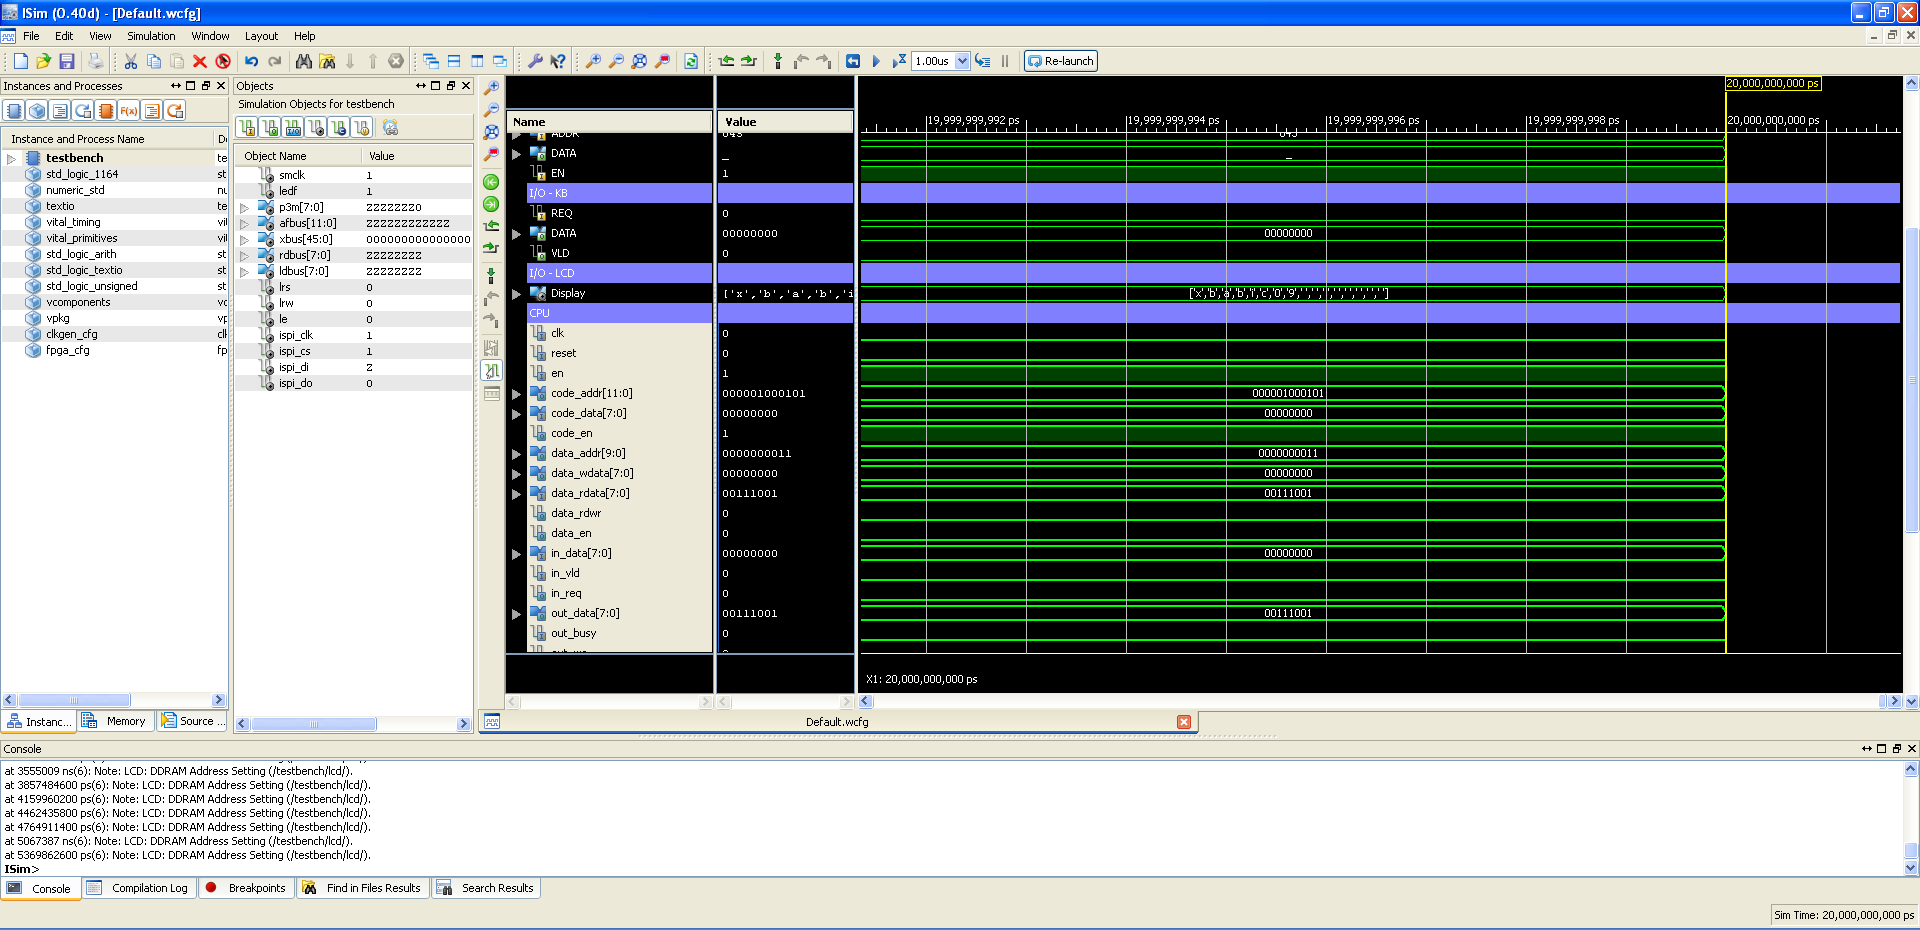 ISim (O.40d) - [Default.wcfg]
File Edit View Simulation Window Layout Help
1.00us Re-launch
Instances and Processes
Instance and Process Name
testbench te
std_logic_1164 st
numeric_std nu
textio te
vital_timing vit
vital_primitives vit
std_logic_arith st
std_logic_textio st
std_logic_unsigned st
vcomponents vc
vpkg vp
clkgen_cfg clk
fpga_cfg fp
Instanc... Memory Source ...
Objects
Simulation Objects for testbench
Object Name Value
smclk 1
ledf 1
p3m[7:0] ZZZZZZZ0
afbus[11:0] ZZZZZZZZZZZZ
xbus[45:0] 000000000000000
rdbus[7:0] ZZZZZZZZ
ldbus[7:0] ZZZZZZZZ
lrs 0
lrw 0
le 0
ispi_clk 1
ispi_cs 1
ispi_di Z
ispi_do 0
20,000,000,000 ps
Name Value
19,999,999,992 ps 19,999,999,994 ps 19,999,999,996 ps 19,999,999,998 ps 20,000,000,000 ps
ADDR 045 045
DATA _ _
EN 1
I/O - KB
REQ 0
DATA 00000000 00000000
VLD 0
I/O - LCD
Display ['x','b','a','b','i ['x,b,a,b,i,c,0,9,',',',',',',',']
CPU
clk 0
reset 0
en 1
code_addr[11:0] 000001000101 000001000101
code_data[7:0] 00000000 00000000
code_en 1
data_addr[9:0] 0000000011 0000000011
data_wdata[7:0] 00000000 00000000
data_rdata[7:0] 00111001 00111001
data_rdwr 0
data_en 0
in_data[7:0] 00000000 00000000
in_vld 0
in_req 0
out_data[7:0] 00111001 00111001
out_busy 0
X1: 20,000,000,000 ps
Default.wcfg
Console
at 3555009 ns(6): Note: LCD: DDRAM Address Setting (/testbench/lcd/).
at 3857484600 ps(6): Note: LCD: DDRAM Address Setting (/testbench/lcd/).
at 4159960200 ps(6): Note: LCD: DDRAM Address Setting (/testbench/lcd/).
at 4462435800 ps(6): Note: LCD: DDRAM Address Setting (/testbench/lcd/).
at 4764911400 ps(6): Note: LCD: DDRAM Address Setting (/testbench/lcd/).
at 5067387 ns(6): Note: LCD: DDRAM Address Setting (/testbench/lcd/).
at 5369862600 ps(6): Note: LCD: DDRAM Address Setting (/testbench/lcd/).
ISim>
Console Compilation Log Breakpoints Find in Files Results Search Results
Sim Time: 20,000,000,000 ps